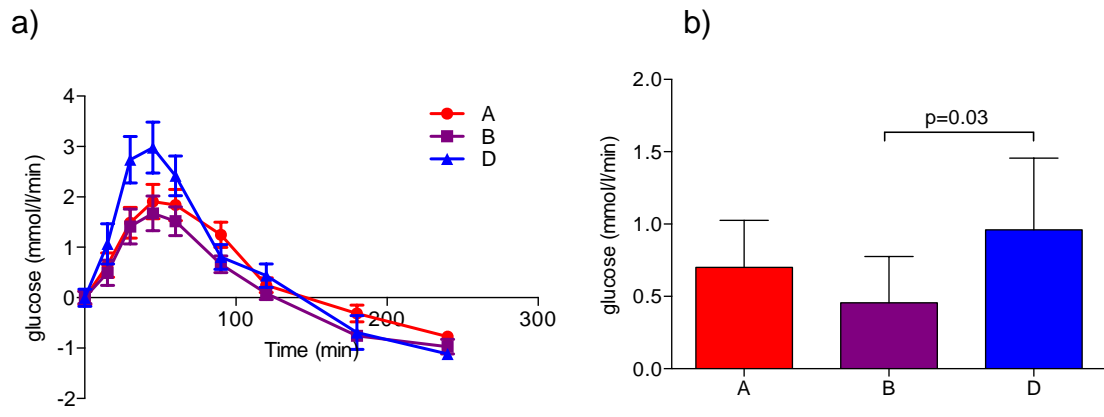 a)
glucose (mmol/l/min)
4
3
2
1
0
-1
-2
100
200
300
Time (min)
A
B
D
b)
glucose (mmol/l/min)
2.0
1.5
1.0
0.5
0.0
p=0.03
A
B
D